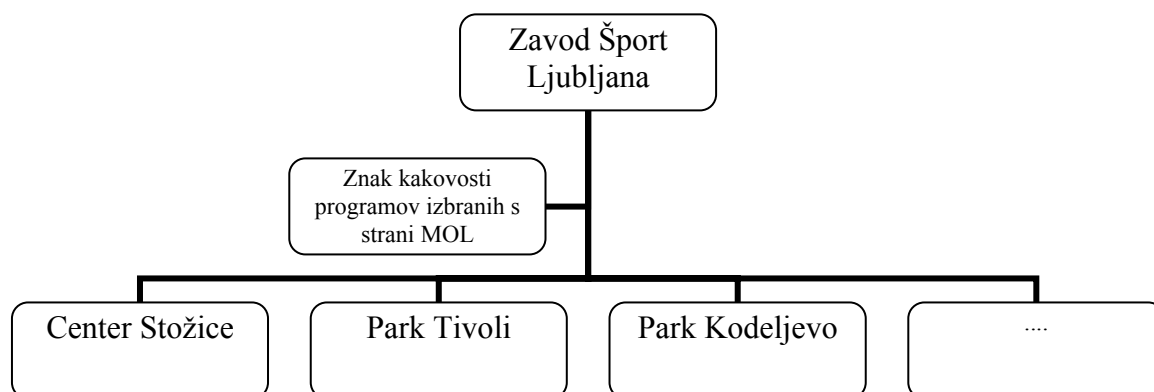 Zavod Šport
Ljubljana
Znak kakovosti
programov izbranih s
strani MOL
Center Stožice
Park Tivoli
Park Kodeljevo
....